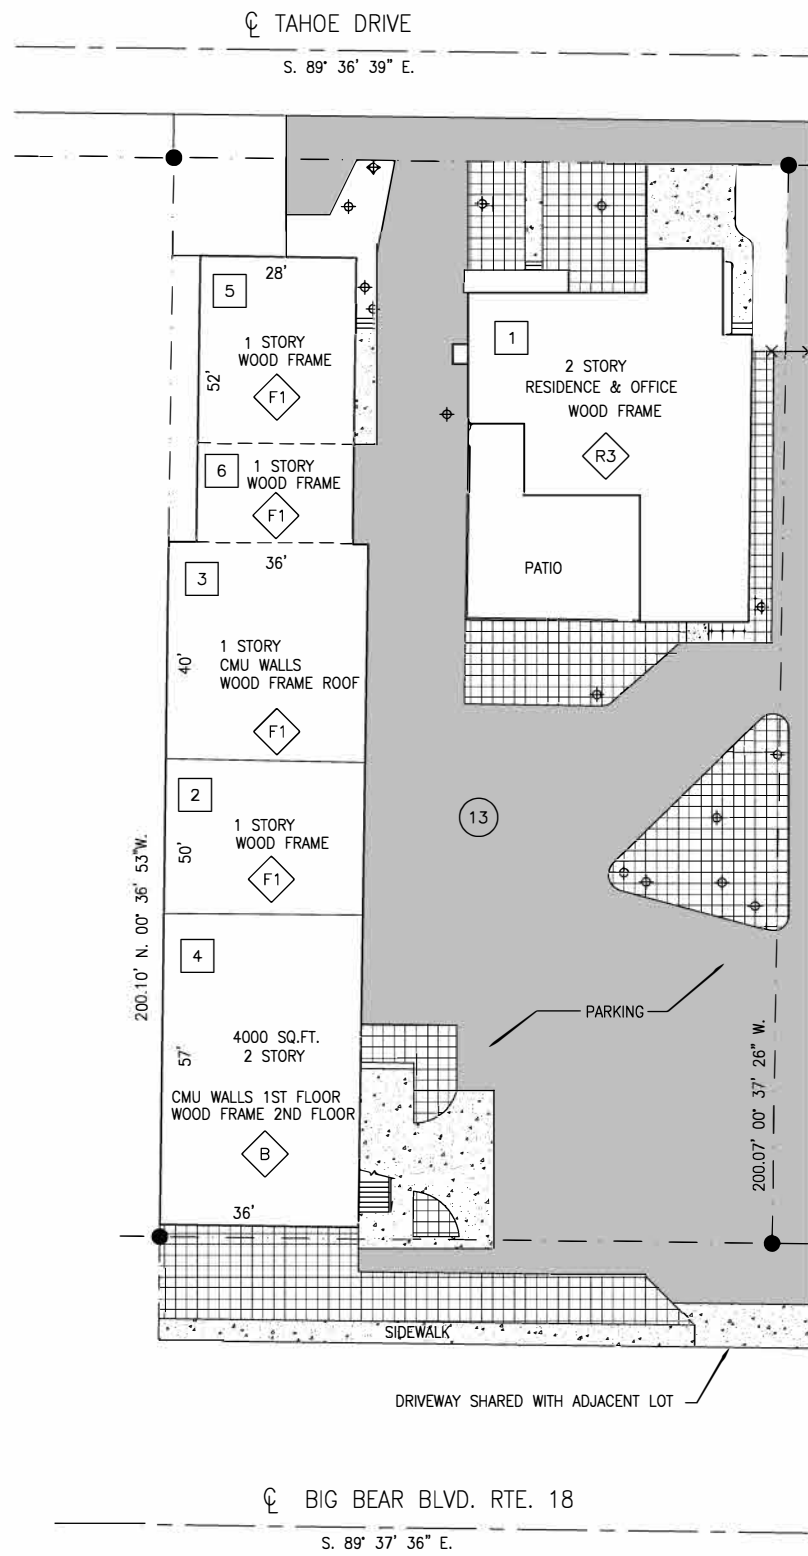 ℄ TAHOE DRIVE
S. 89° 36' 39" E.
28'
5
1 STORY
WOOD FRAME
52'
F1
1
2 STORY
RESIDENCE & OFFICE
WOOD FRAME
R3
6
1 STORY
WOOD FRAME
F1
36'
PATIO
3
40'
1 STORY
CMU WALLS
WOOD FRAME ROOF
F1
2
1 STORY
WOOD FRAME
50'
F1
13
200.10' N. 00° 36' 53"W.
4
4000 SQ.FT.
2 STORY
57'
CMU WALLS 1ST FLOOR
WOOD FRAME 2ND FLOOR
B
36'
PARKING
200.07' 00° 37' 26" W.
SIDEWALK
DRIVEWAY SHARED WITH ADJACENT LOT
℄ BIG BEAR BLVD. RTE. 18
S. 89° 37' 36" E.